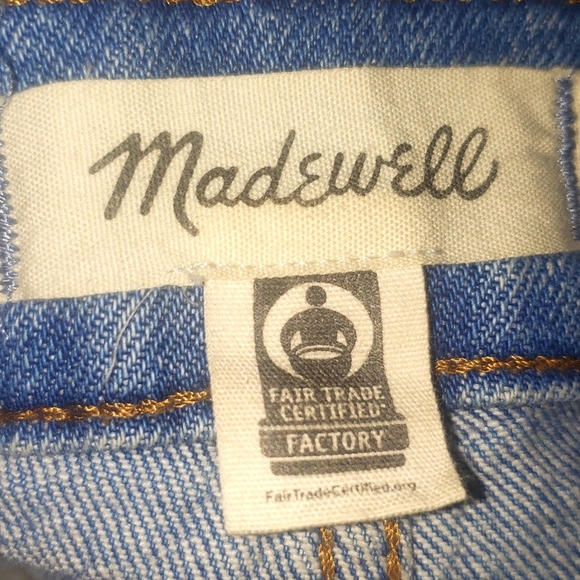 Madewell
FAIR TRADE
CERTIFIED
FACTORY
FairTradeCertified.org